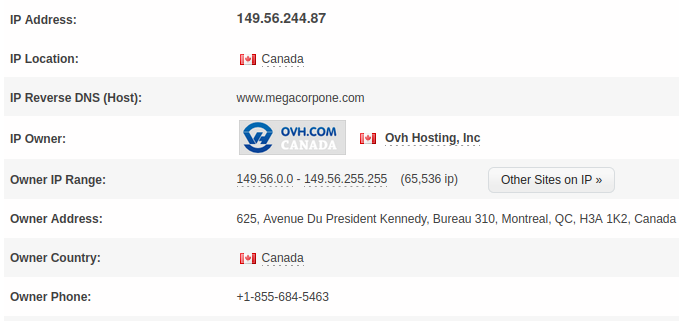 IP Address: 149.56.244.87
IP Location: Canada
IP Reverse DNS (Host): www.megacorpone.com
IP Owner: OVH.COM CANADA Ovh Hosting, Inc
Owner IP Range: 149.56.0.0 - 149.56.255.255 (65,536 ip) Other Sites on IP »
Owner Address: 625, Avenue Du President Kennedy, Bureau 310, Montreal, QC, H3A 1K2, Canada
Owner Country: Canada
Owner Phone: +1-855-684-5463